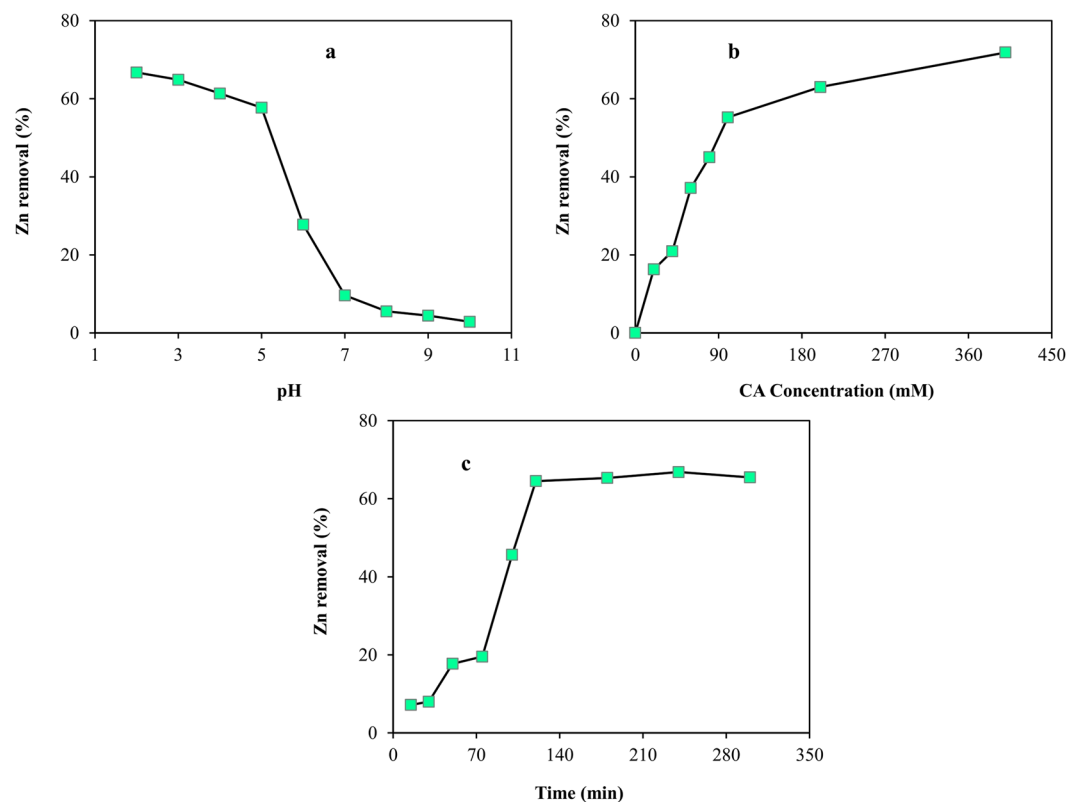 a
Zn removal (%)
80
60
40
20
0
1 3 5 7 9 11
pH
b
Zn removal (%)
80
60
40
20
0
0 90 180 270 360 450
CA Concentration (mM)
c
Zn removal (%)
80
60
40
20
0
0 70 140 210 280 350
Time (min)